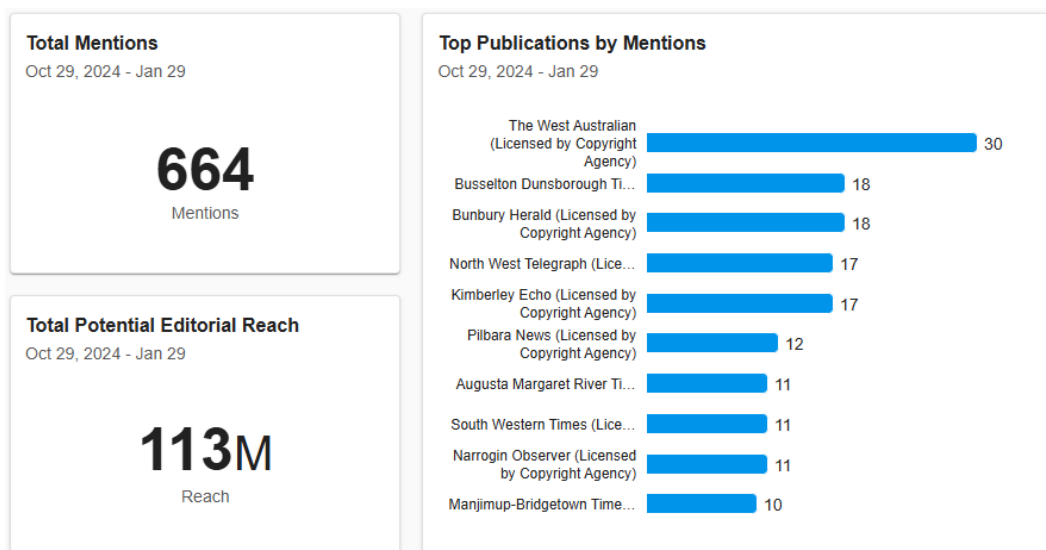 Total Mentions
Oct 29, 2024 - Jan 29
664
Mentions
Total Potential Editorial Reach
Oct 29, 2024 - Jan 29
113M
Reach
Top Publications by Mentions
Oct 29, 2024 - Jan 29
The West Australian
(Licensed by Copyright
Agency)
30
Busselton Dunsborough Ti...
18
Bunbury Herald (Licensed by
Copyright Agency)
18
North West Telegraph (Lice...
17
Kimberley Echo (Licensed by
Copyright Agency)
17
Pilbara News (Licensed by
Copyright Agency)
12
Augusta Margaret River Ti...
11
South Western Times (Lice...
11
Narrogin Observer (Licensed
by Copyright Agency)
11
Manjimup-Bridgetown Time...
10